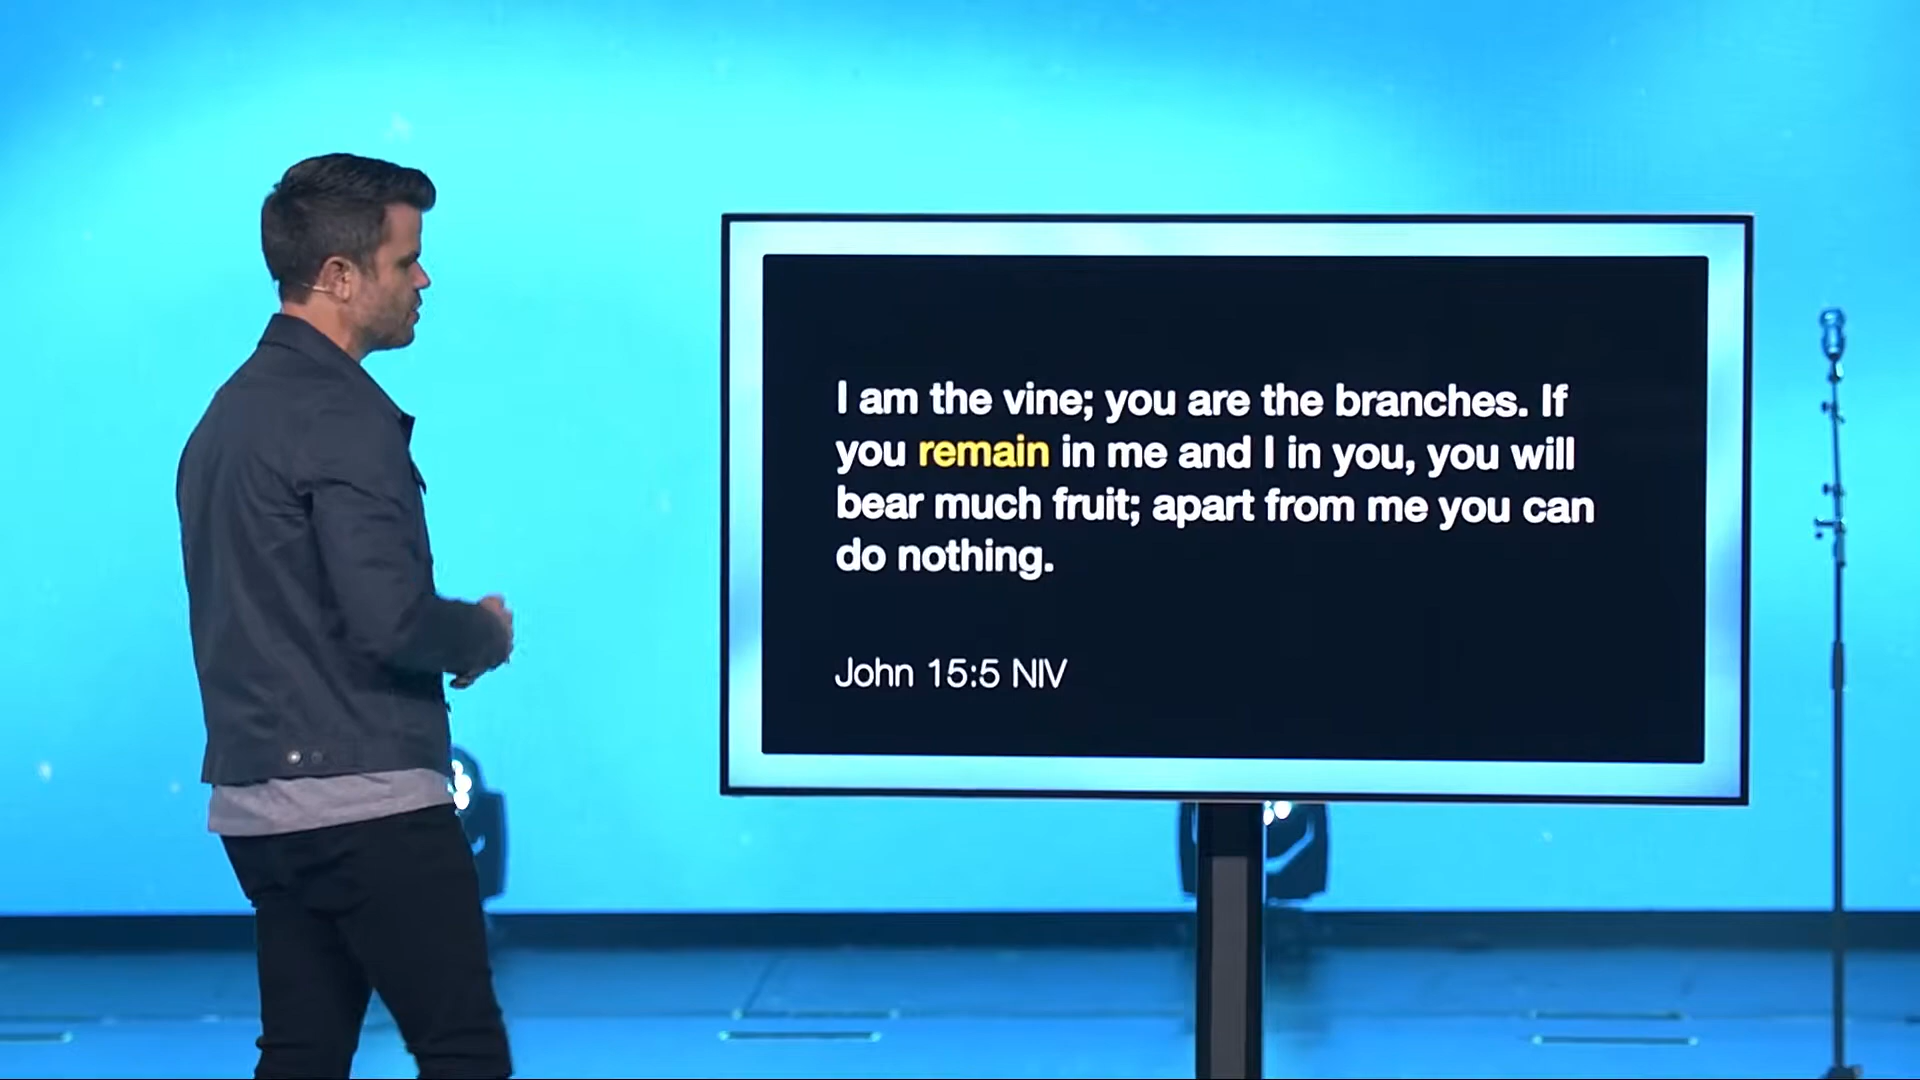 I am the vine; you are the branches. If
you remain in me and I in you, you will
bear much fruit; apart from me you can
do nothing.
John 15:5 NIV